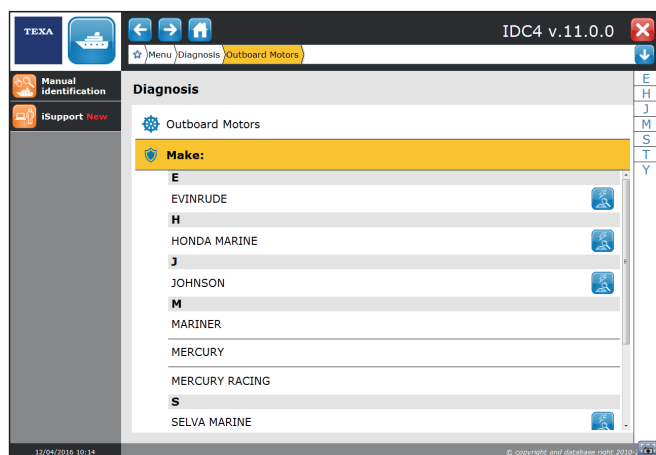 TEXA
IDC4 v.11.0.0
Menu Diagnosis Outboard Motors
Manual
identification
iSupport New
Diagnosis
Outboard Motors
Make:
E
EVINRUDE
H
HONDA MARINE
J
JOHNSON
M
MARINER
MERCURY
MERCURY RACING
S
SELVA MARINE
E
H
J
M
S
T
Y
12/04/2016 10:14
© copyright and database right 2010-